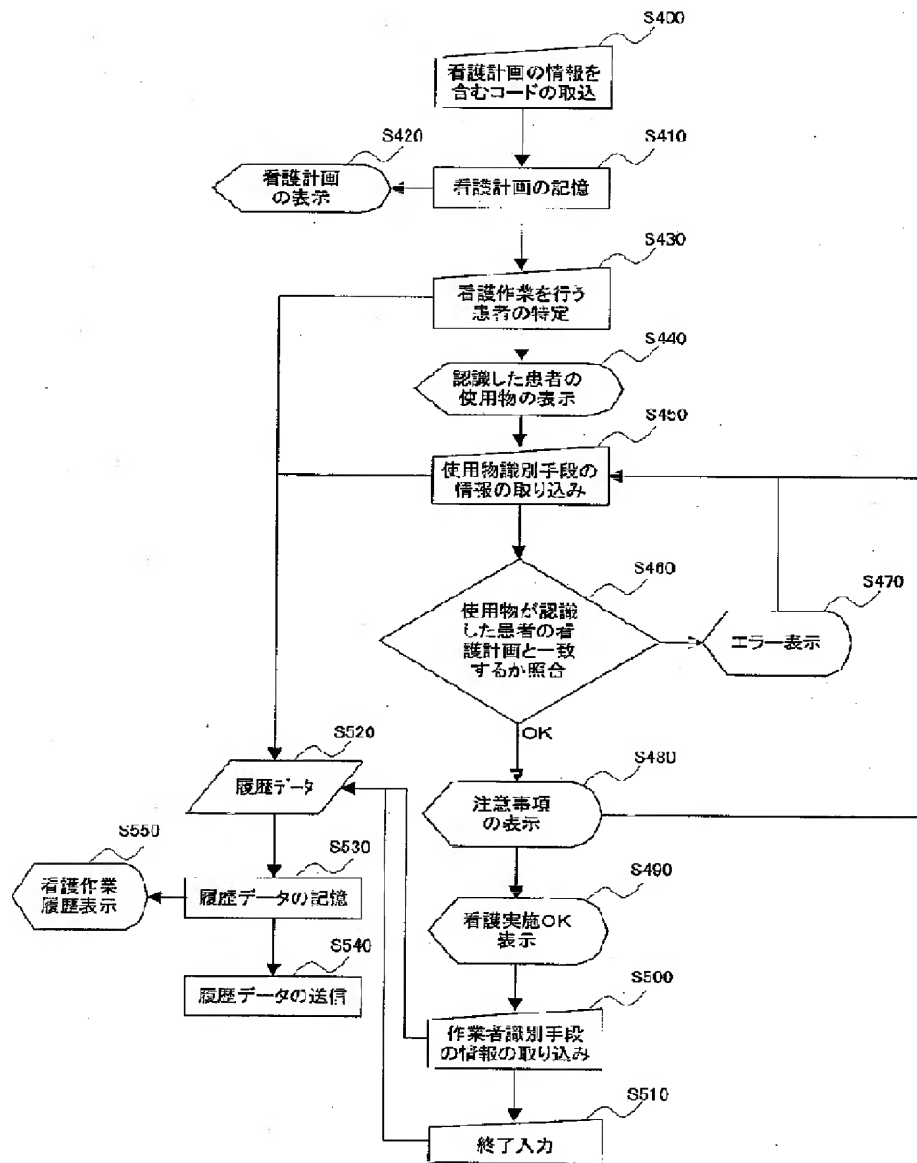 S400
看護計画の情報を
含むコードの取込
S420
S410
看護計画
の表示
看護計画の記憶
S430
看護作業を行う
患者の特定
S440
認識した患者の
使用物の表示
S450
使用物識別手段の
情報の取り込み
S460
S470
使用物が認識
した患者の看
護計画と一致
するか照合
エラー表示
OK
S520
S480
履歴データ
注意事項
の表示
S550
S530
S490
看護作業
履歴表示
履歴データの記憶
看護実施OK
表示
S540
S500
履歴データの送信
作業者識別手段
の情報の取り込み
S510
終了入力